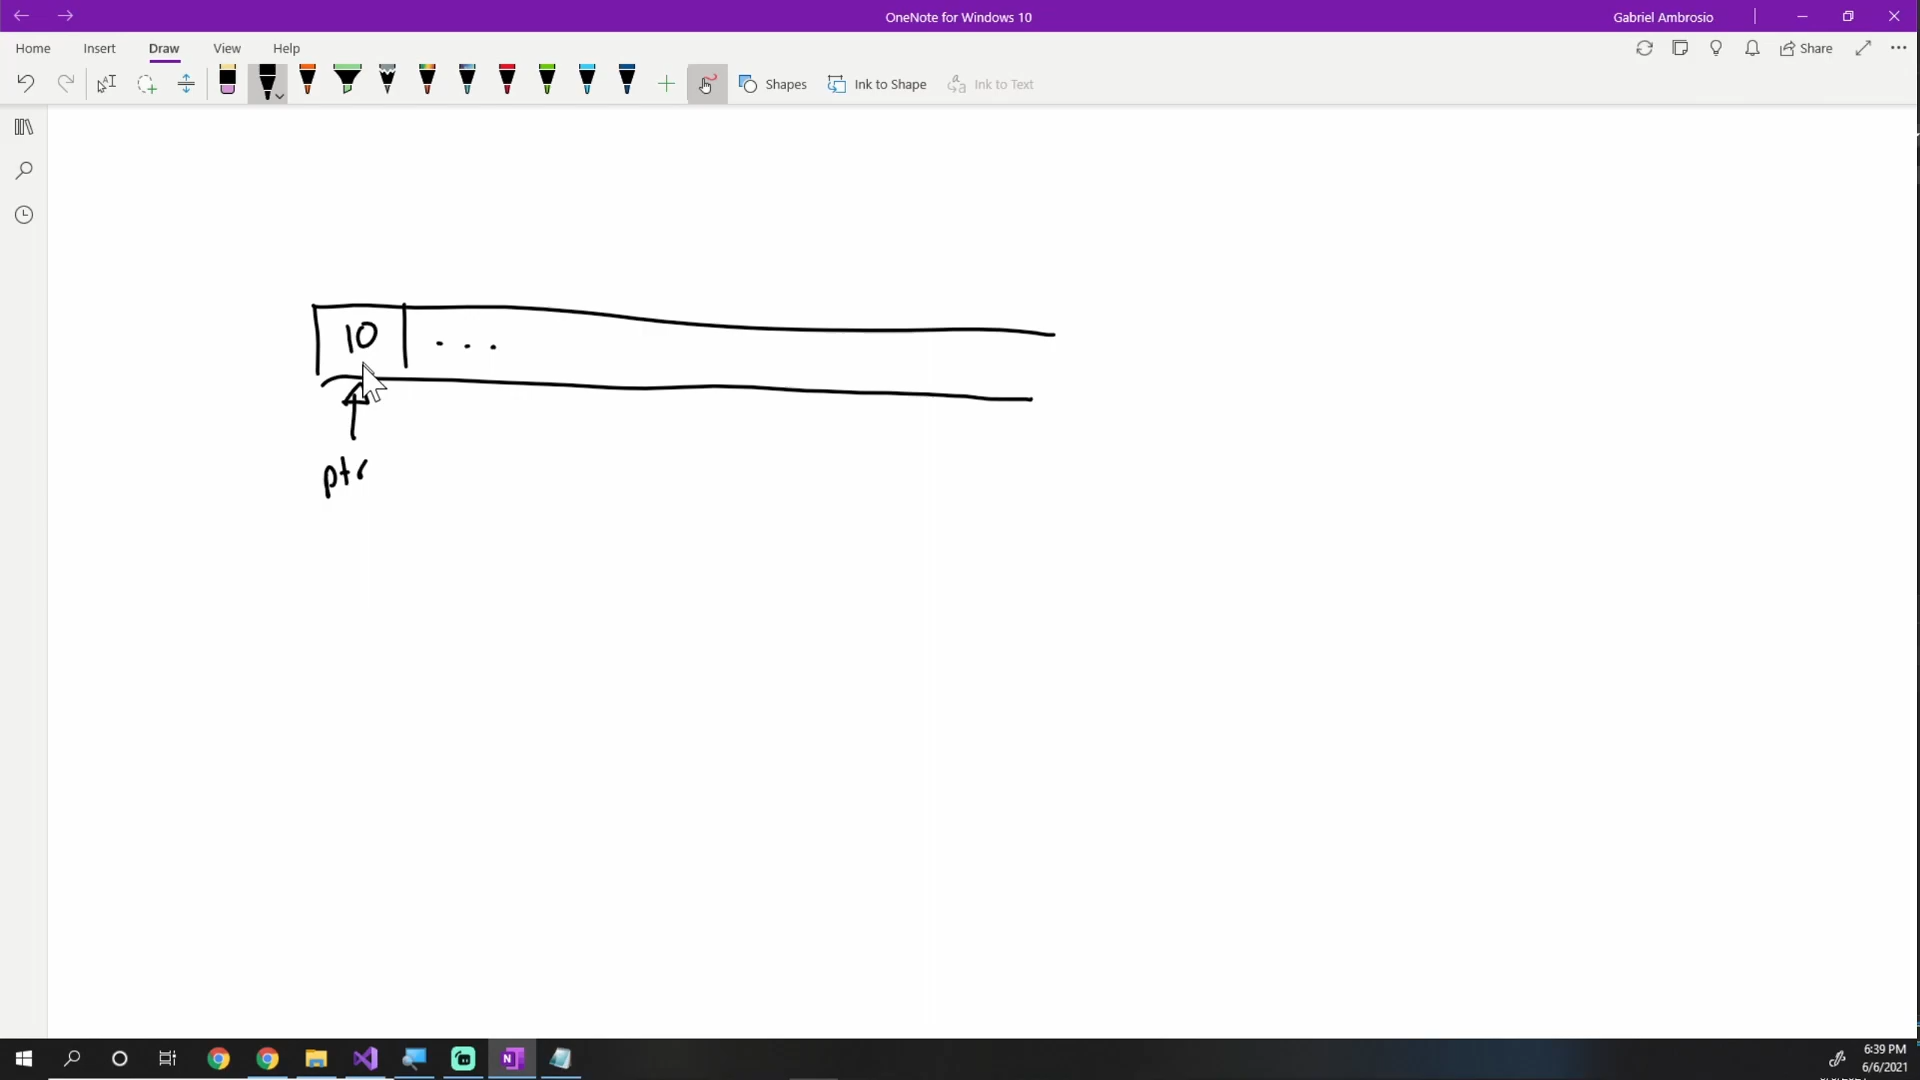 OneNote for Windows 10
Gabriel Ambrosio
Home Insert Draw View Help
Share
Shapes Ink to Shape Ink to Text
10 ...
ptr
6:39 PM
6/6/2021